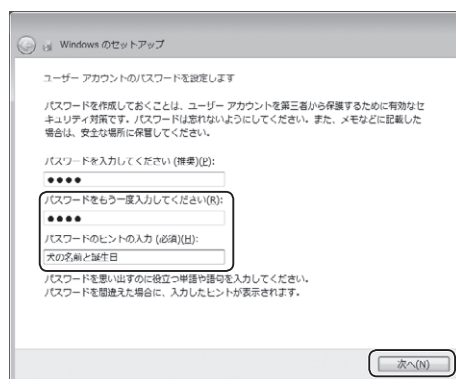 Windows のセットアップ
ユーザー アカウントのパスワードを設定します
パスワードを作成しておくことは、ユーザー アカウントを第三者から保護するために有効なセ
キュリティ対策です。パスワードは忘れないようにしてください。また、メモなどに記載した
場合は、安全な場所に保管してください。
パスワードを入力してください (推奨)(P):
●●●●
パスワードをもう一度入力してください(R):
●●●●
パスワードのヒントの入力 (必須)(H):
犬の名前と誕生日
パスワードを思い出すのに役立つ単語や語句を入力してください。
パスワードを間違えた場合に、入力したヒントが表示されます。
次へ(N)